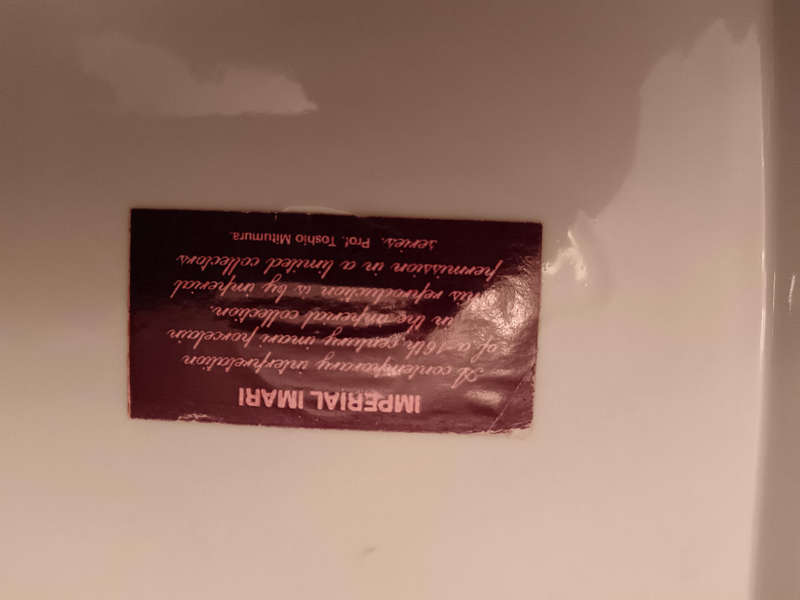 IMPERIAL IMARI
A contemporary interpretation
of a 16th century imari porcelain
in the imperial collection.
This reproduction is by imperial
permission in a limited collectors
series. Prof. Toshio Mitumura.